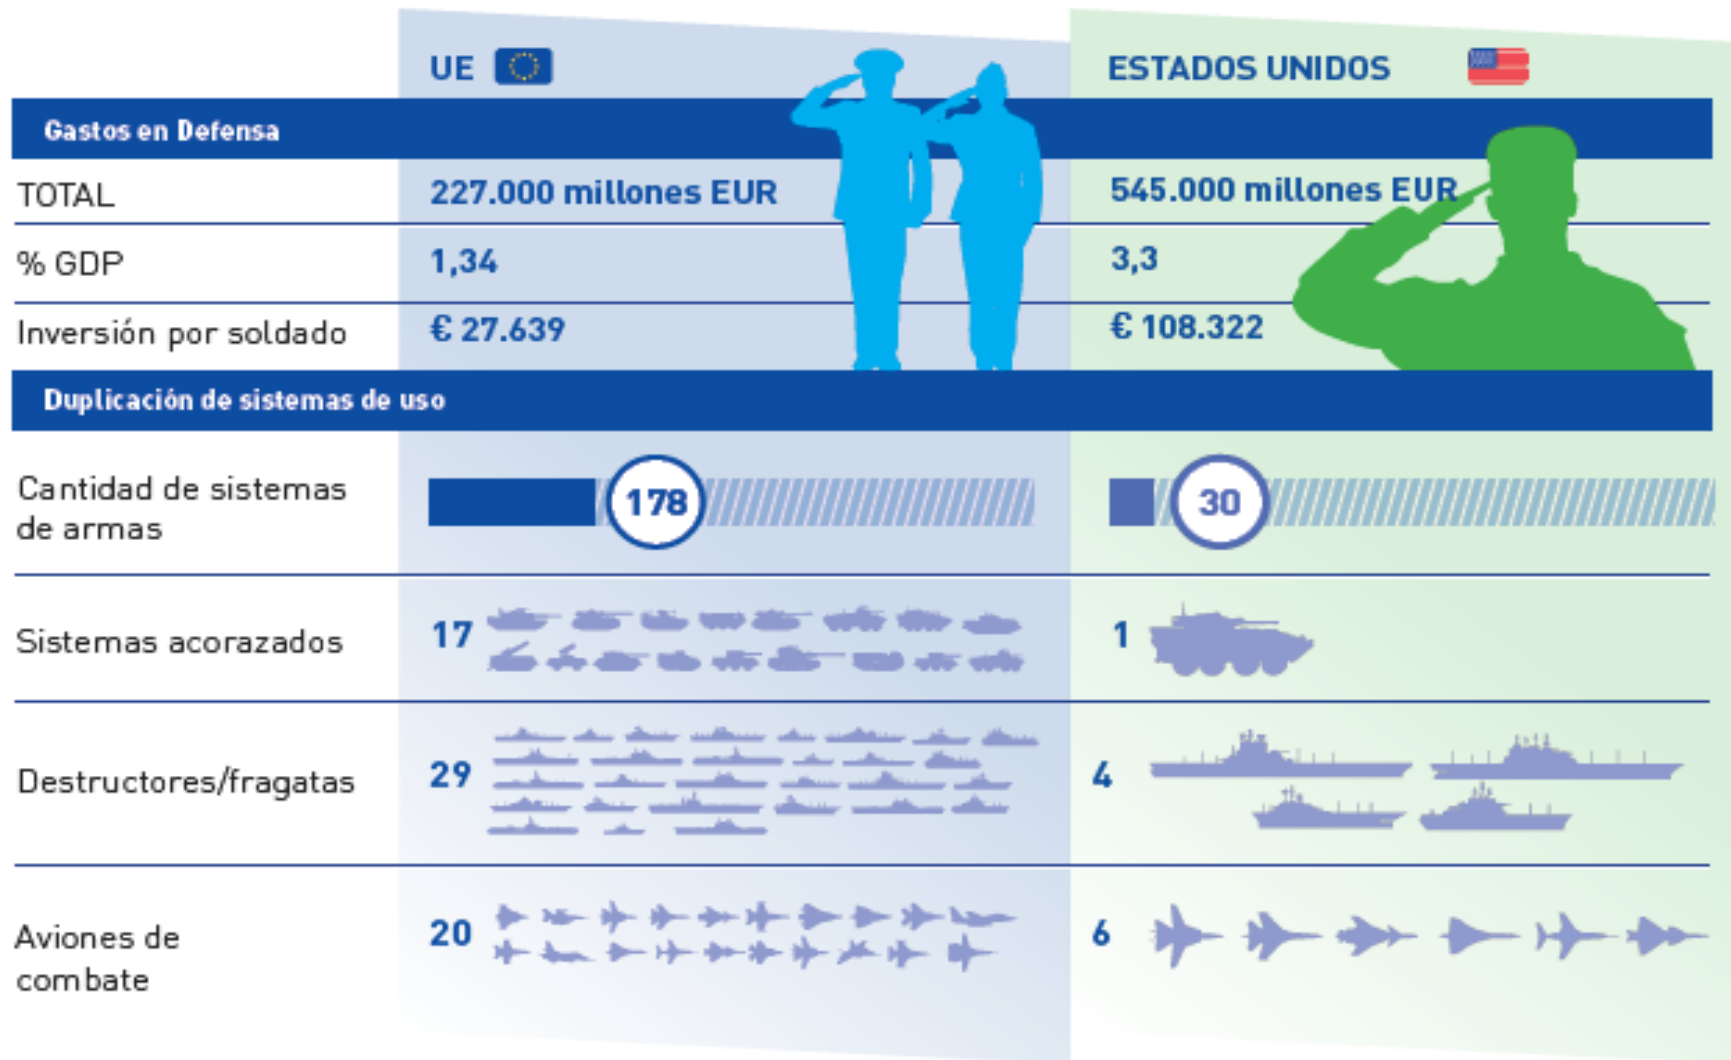 UE
ESTADOS UNIDOS
Gastos en Defensa
TOTAL
227.000 millones EUR
545.000 millones EUR
% GDP
1,34
3,3
Inversión por soldado
€ 27.639
€ 108.322
Duplicación de sistemas de uso
Cantidad de sistemas
de armas
178
30
Sistemas acorazados
17
1
Destructores/fragatas
29
4
Aviones de
combate
20
6